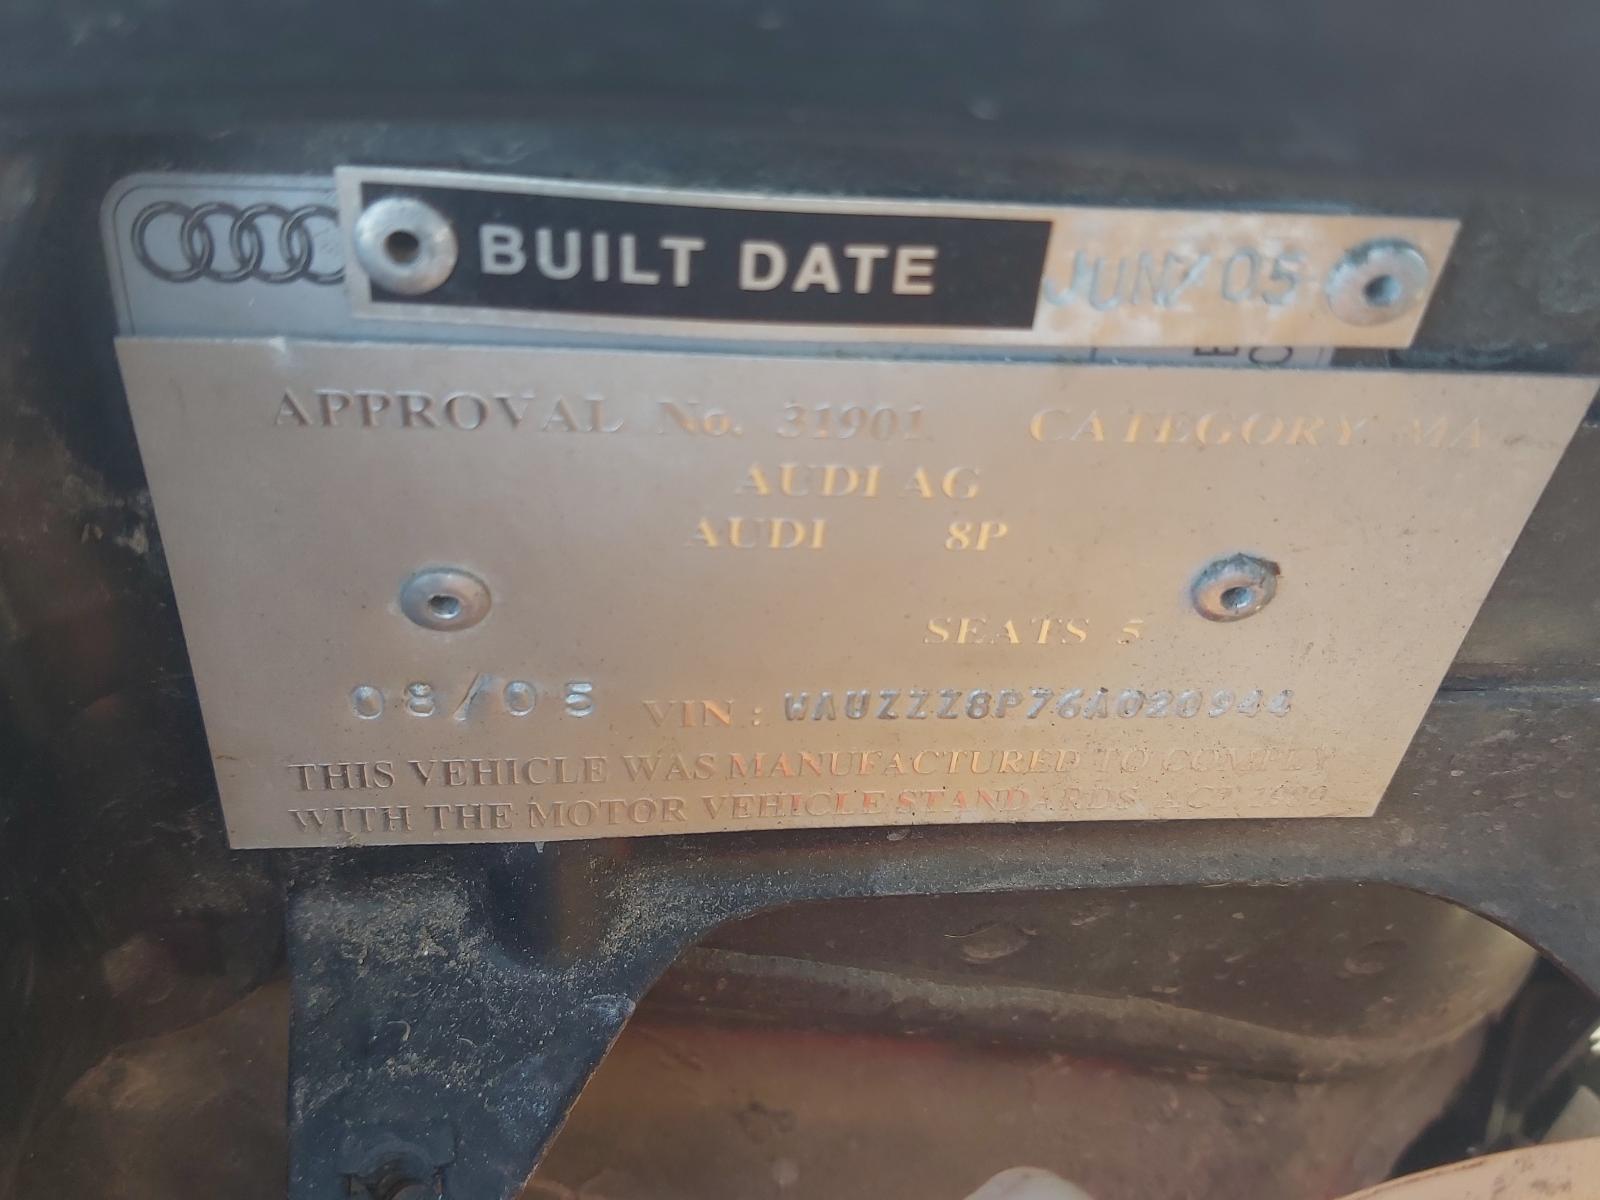 BUILT DATE JUN/05
APPROVAL No. 31901 CATEGORY MA
AUDI AG
AUDI 8P
SEATS 5
08/05 VIN: WAUZZZ8P76A020944
THIS VEHICLE WAS MANUFACTURED TO COMPLY
WITH THE MOTOR VEHICLE STANDARDS ACT 1989